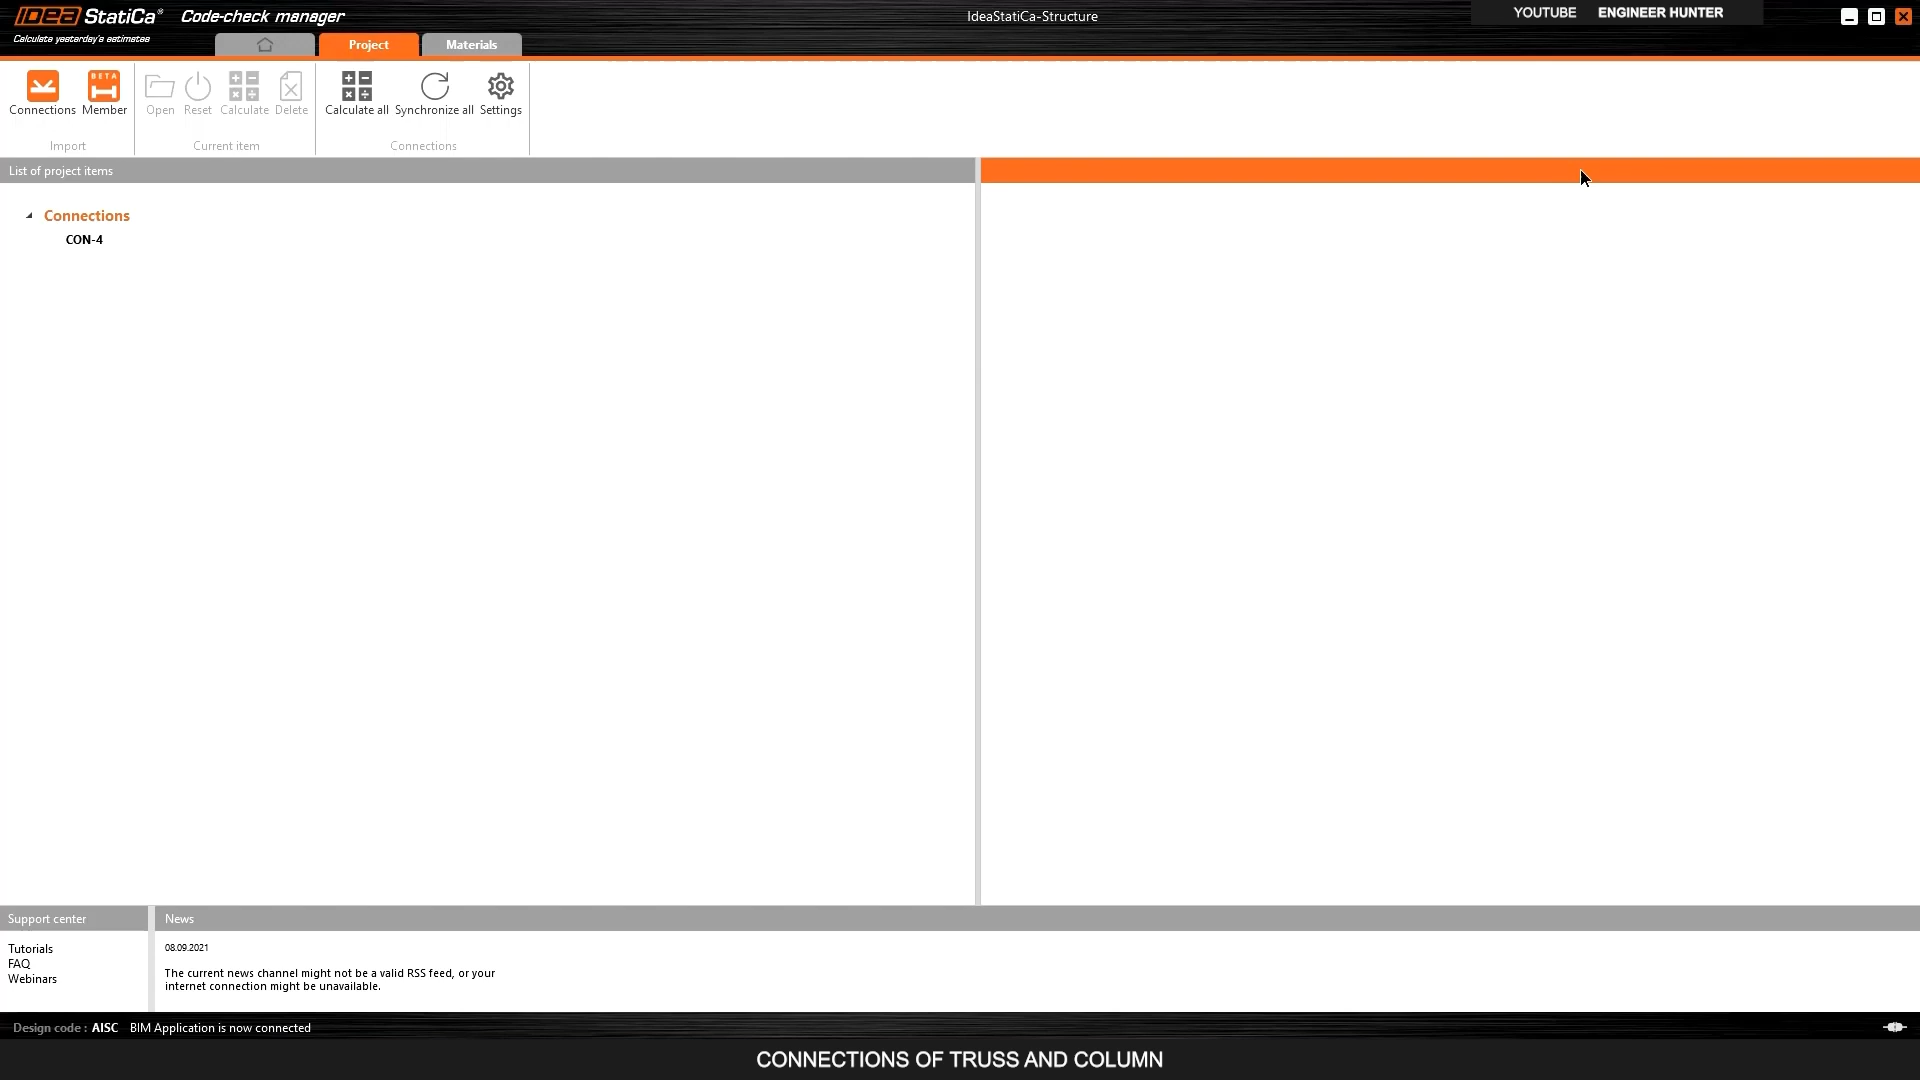 IDEA StatiCa® Code-check manager
IdeaStatiCa-Structure
YOUTUBE ENGINEER HUNTER
Calculate yesterday's estimates
Project Materials
BETA
Connections Member Open Reset Calculate Delete Calculate all Synchronize all Settings
Import Current item Connections
List of project items
Connections
CON-4
Support center
News
Tutorials
FAQ
Webinars
08.09.2021
The current news channel might not be a valid RSS feed, or your
internet connection might be unavailable.
Design code : AISC BIM Application is now connected
CONNECTIONS OF TRUSS AND COLUMN